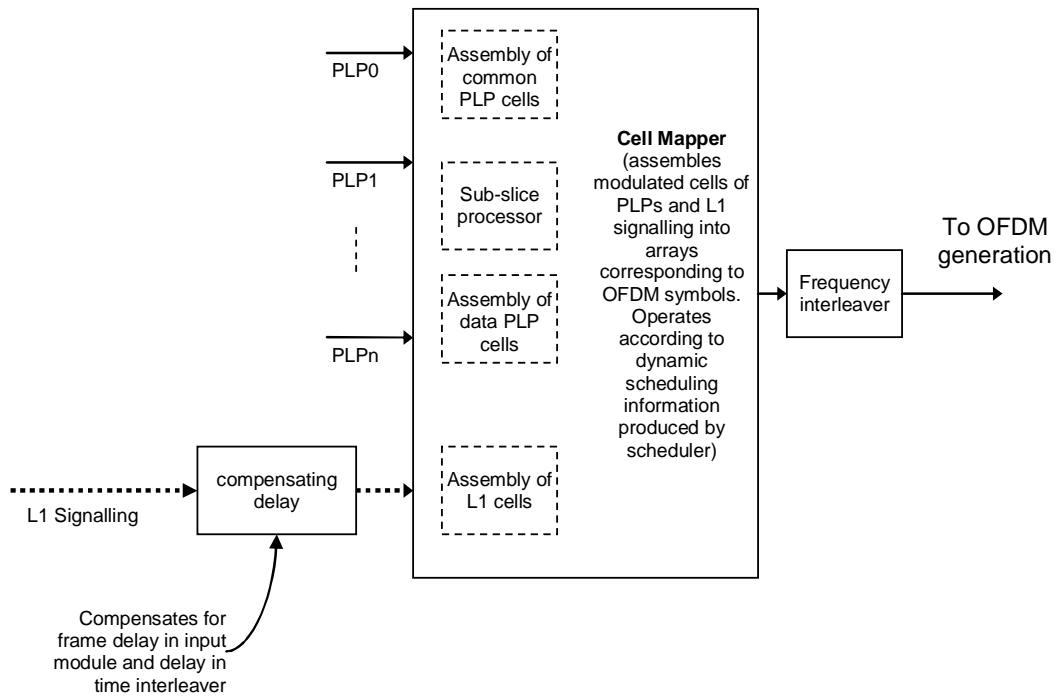 PLP0
PLP1
PLPn
Assembly of
common
PLP cells
Sub-slice
processor
Assembly of
data PLP
cells
Assembly of
L1 cells
Cell Mapper
(assembles
modulated cells of
PLPs and L1
signalling into
arrays
corresponding to
OFDM symbols.
Operates
according to
dynamic
scheduling
information
produced by
scheduler)
Frequency
interleaver
To OFDM
generation
L1 Signalling
compensating
delay
Compensates for
frame delay in input
module and delay in
time interleaver